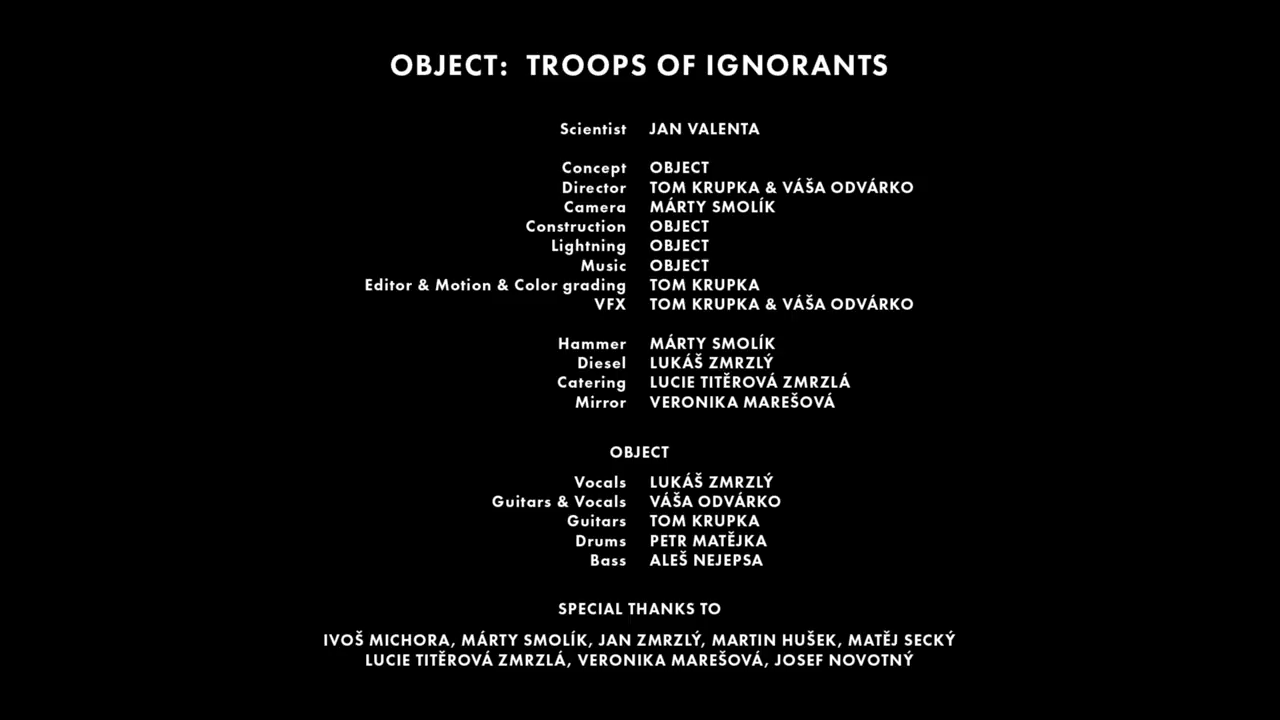 OBJECT: TROOPS OF IGNORANTS
Scientist JAN VALENTA
Concept OBJECT
Director TOM KRUPKA & VÁŠA ODVÁRKO
Camera MÁRTY SMOLÍK
Construction OBJECT
Lightning OBJECT
Music OBJECT
Editor & Motion & Color grading TOM KRUPKA
VFX TOM KRUPKA & VÁŠA ODVÁRKO
Hammer MÁRTY SMOLÍK
Diesel LUKÁŠ ZMRZLÝ
Catering LUCIE TITĚROVÁ ZMRZLÁ
Mirror VERONIKA MAREŠOVÁ
OBJECT
Vocals LUKÁŠ ZMRZLÝ
Guitars & Vocals VÁŠA ODVÁRKO
Guitars TOM KRUPKA
Drums PETR MATĚJKA
Bass ALEŠ NEJEPSA
SPECIAL THANKS TO
IVOŠ MICHORA, MÁRTY SMOLÍK, JAN ZMRZLÝ, MARTIN HUŠEK, MATĚJ SECKÝ
LUCIE TITĚROVÁ ZMRZLÁ, VERONIKA MAREŠOVÁ, JOSEF NOVOTNÝ